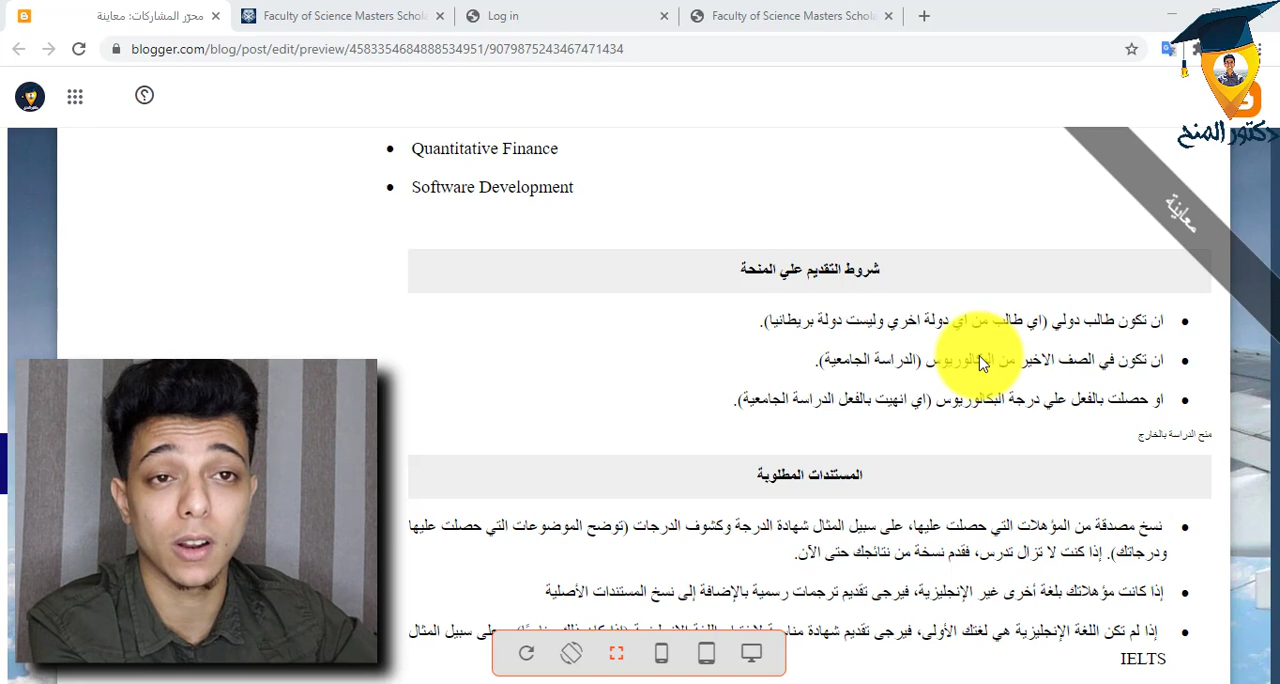 محرّر المشاركات: معاينة
Faculty of Science Masters Schola
Log in
Faculty of Science Masters Schola
blogger.com/blog/post/edit/preview/4583354684888534951/9079875243467471434
دكتور المنح
معاينة
Quantitative Finance
Software Development
شروط التقديم علي المنحة
ان تكون طالب دولي (اي طالب من اي دولة اخري وليست دولة بريطانيا).
ان تكون في الصف الاخير من البكالوريوس (الدراسة الجامعية).
او حصلت بالفعل علي درجة البكالوريوس (اي انهيت بالفعل الدراسة الجامعية).
منح الدراسة بالخارج
المستندات المطلوبة
نسخ مصدقة من المؤهلات التي حصلت عليها، على سبيل المثال شهادة الدرجة وكشوف الدرجات (توضح الموضوعات التي حصلت عليها
ودرجاتك). إذا كنت لا تزال تدرس، فقدم نسخة من نتائجك حتى الآن.
إذا كانت مؤهلاتك بلغة أخرى غير الإنجليزية، فيرجى تقديم ترجمات رسمية بالإضافة إلى نسخ المستندات الأصلية
إذا لم تكن اللغة الإنجليزية هي لغتك الأولى، فيرجى تقديم شهادة على سبيل المثال
IELTS